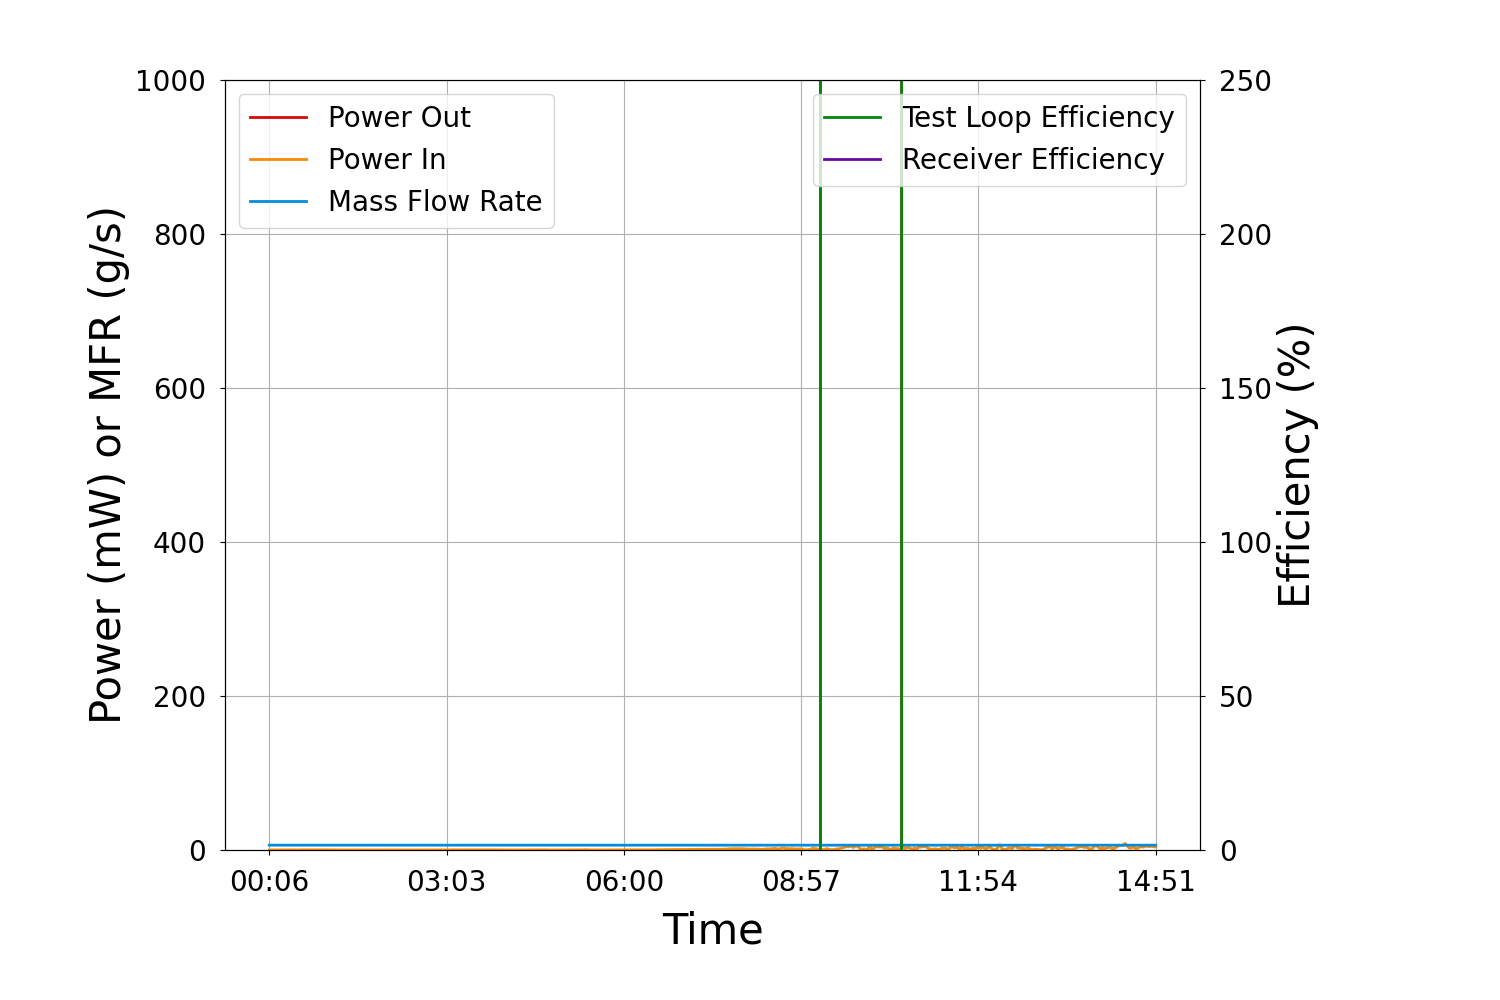 Power (mW) or MFR (g/s)
1000
800
600
400
200
0
Power Out
Power In
Mass Flow Rate
Test Loop Efficiency
Receiver Efficiency
250
200
150
100
50
0
Efficiency (%)
00:06 03:03 06:00 08:57 11:54 14:51
Time